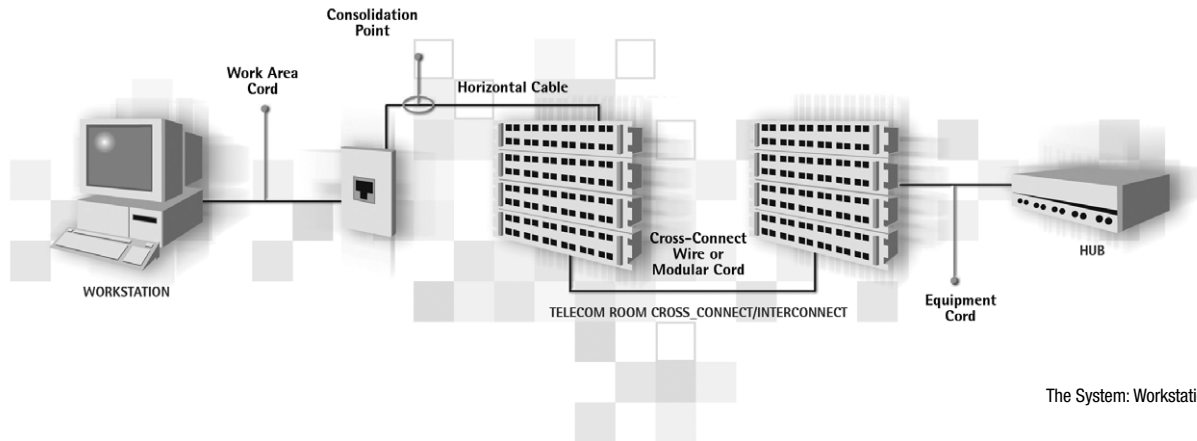 Consolidation
Point
Work Area
Cord
Horizontal Cable
Cross-Connect
Wire or
Modular Cord
HUB
WORKSTATION
Equipment
Cord
TELECOM ROOM CROSS_CONNECT/INTERCONNECT
The System: Workstati